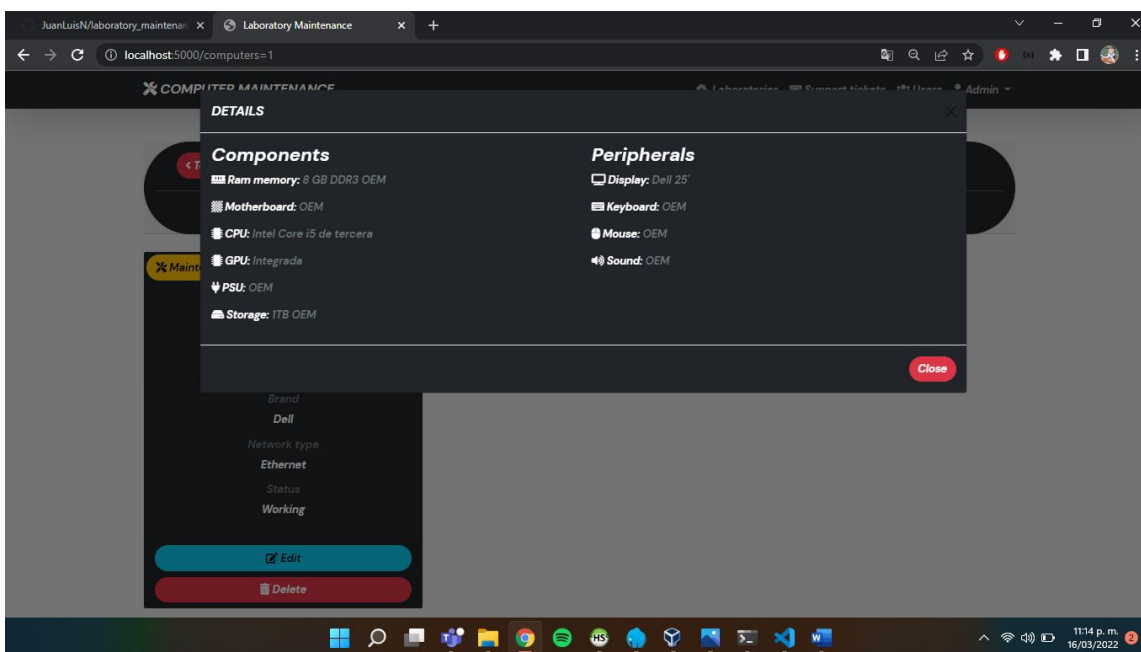 JuanLuisN/laboratory_maintenan
Laboratory Maintenance
localhost:5000/computers=1
COMPUTER MAINTENANCE
Laboratories
Support tickets
Users
Admin
DETAILS
Components
Peripherals
Ram memory: 8 GB DDR3 OEM
Display: Dell 25"
Motherboard: OEM
Keyboard: OEM
CPU: Intel Core i5 de tercera
Mouse: OEM
GPU: Integrada
Sound: OEM
PSU: OEM
Storage: 1TB OEM
Maint
Close
Brand
Dell
Network type
Ethernet
Status
Working
Edit
Delete
HS
11:14 p. m.
16/03/2022
2